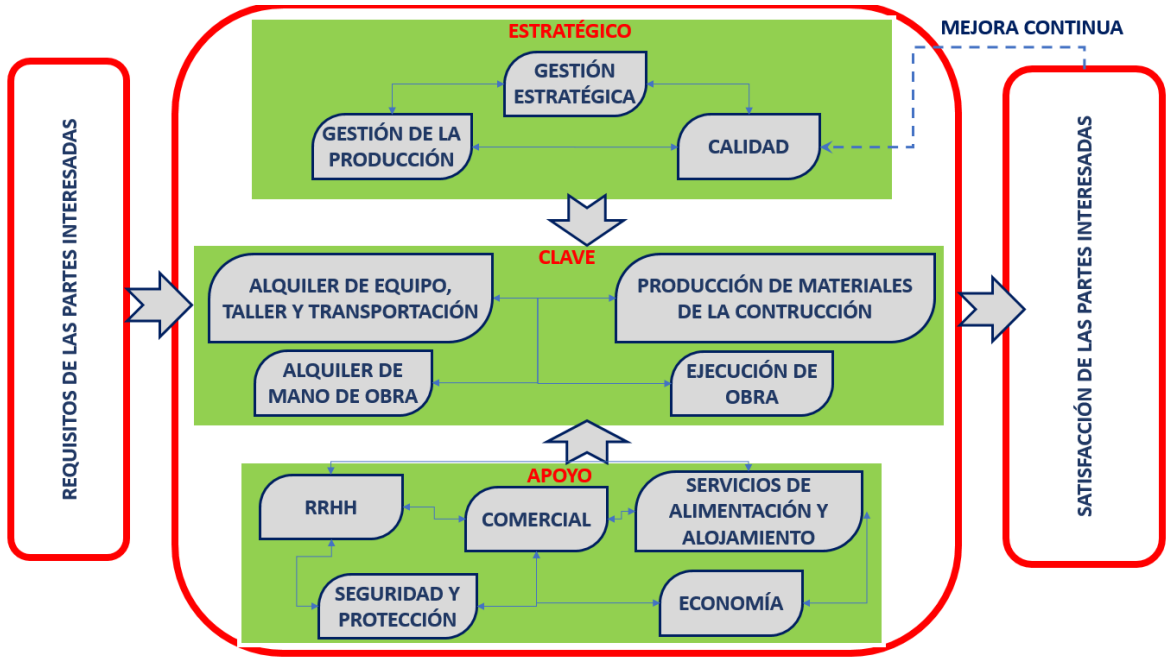 ESTRATÉGICO
MEJORA CONTINUA
GESTIÓN
ESTRATÉGICA
GESTIÓN DE LA
PRODUCCIÓN
CALIDAD
REQUISITOS DE LAS PARTES INTERESADAS
CLAVE
ALQUILER DE EQUIPO,
TALLER Y TRANSPORTACIÓN
PRODUCCIÓN DE MATERIALES
DE LA CONTRUCCIÓN
ALQUILER DE
MANO DE OBRA
EJECUCIÓN DE
OBRA
SATISFACCIÓN DE LAS PARTES INTERESADAS
APOYO
RRHH
COMERCIAL
SERVICIOS DE
ALIMENTACIÓN Y
ALOJAMIENTO
SEGURIDAD Y
PROTECCIÓN
ECONOMÍA